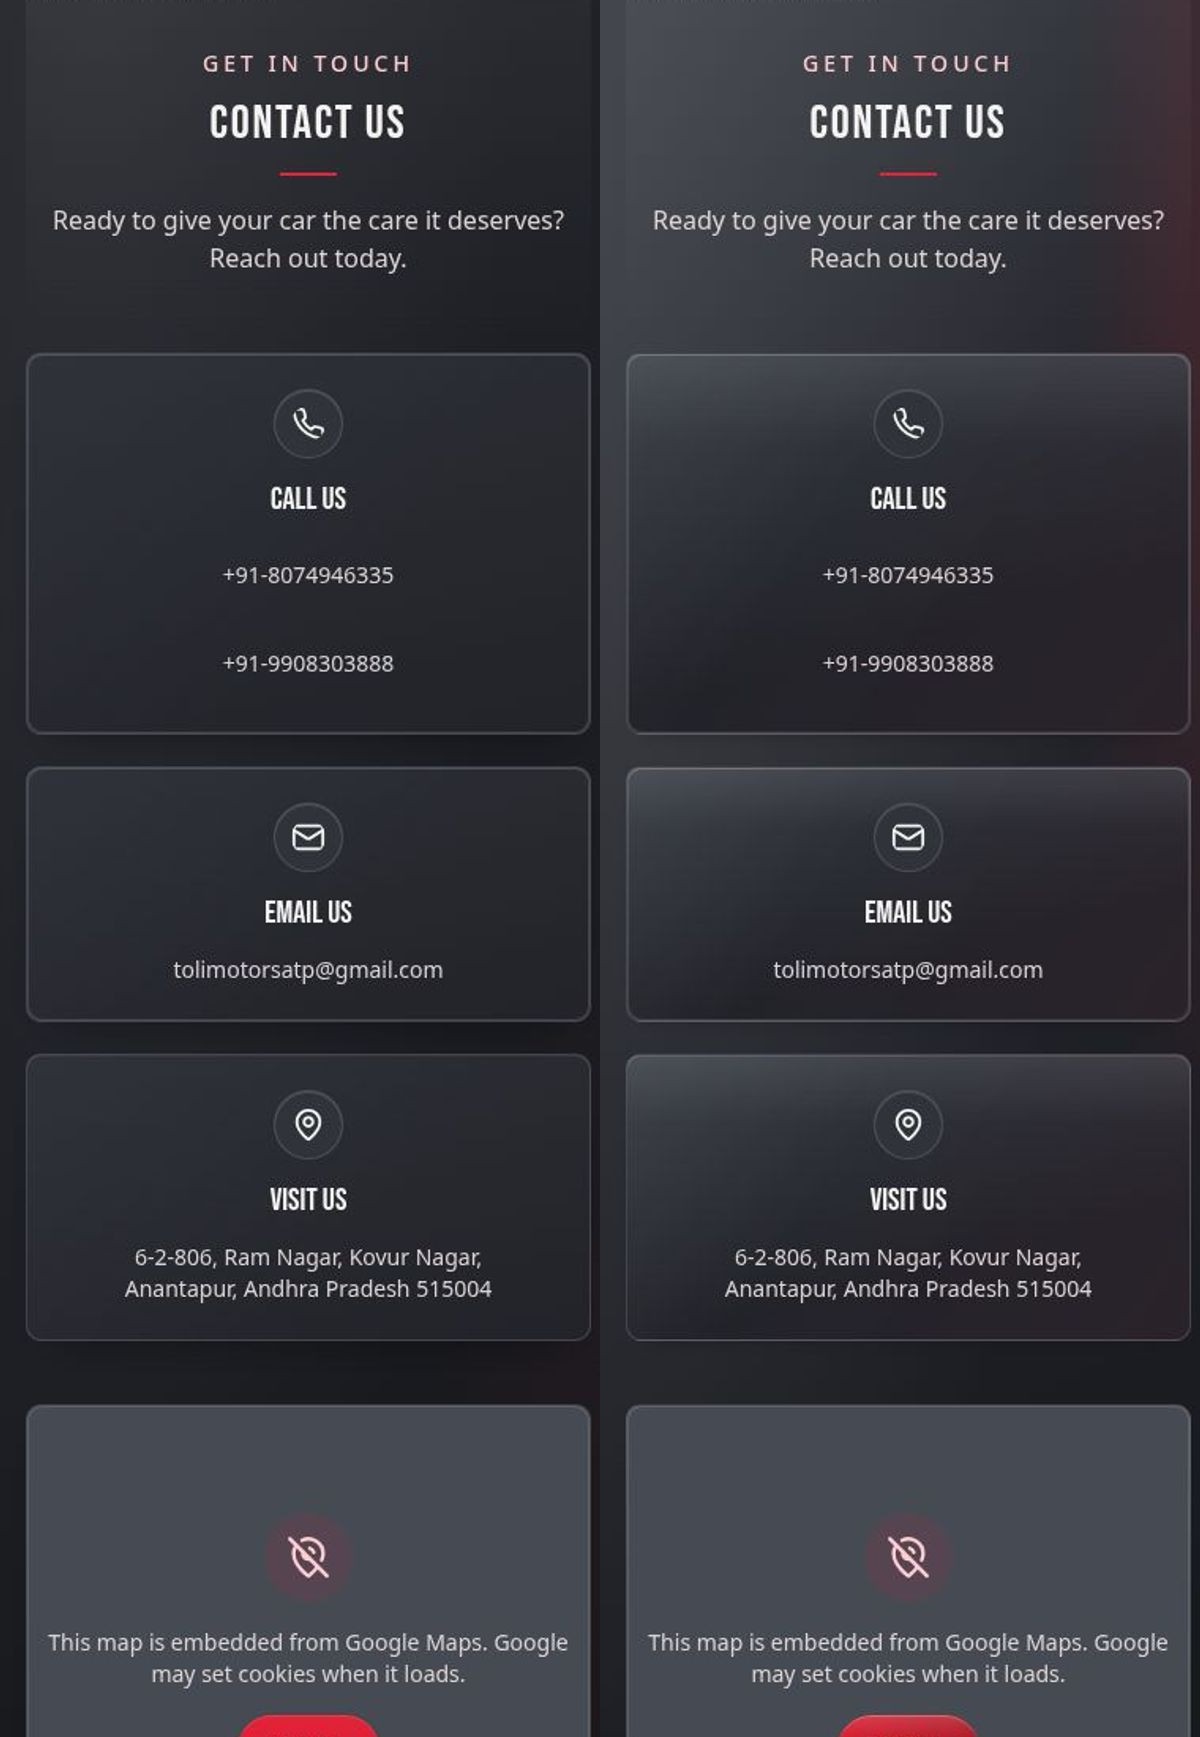 GET IN TOUCH
CONTACT US
Ready to give your car the care it deserves?
Reach out today.
CALL US
+91-8074946335
+91-9908303888
EMAIL US
tolimotorsatp@gmail.com
VISIT US
6-2-806, Ram Nagar, Kovur Nagar,
Anantapur, Andhra Pradesh 515004
This map is embedded from Google Maps. Google
may set cookies when it loads.
GET IN TOUCH
CONTACT US
Ready to give your car the care it deserves?
Reach out today.
CALL US
+91-8074946335
+91-9908303888
EMAIL US
tolimotorsatp@gmail.com
VISIT US
6-2-806, Ram Nagar, Kovur Nagar,
Anantapur, Andhra Pradesh 515004
This map is embedded from Google Maps. Google
may set cookies when it loads.